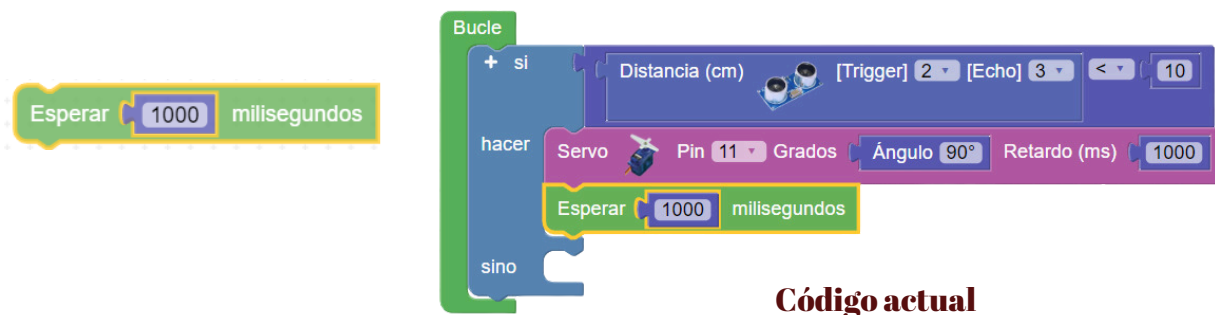 Esperar 1000 milisegundos
Bucle
+ si Distancia (cm) [Trigger] 2 [Echo] 3 < 10
hacer Servo Pin 11 Grados Ángulo 90° Retardo (ms) 1000
Esperar 1000 milisegundos
sino
Código actual